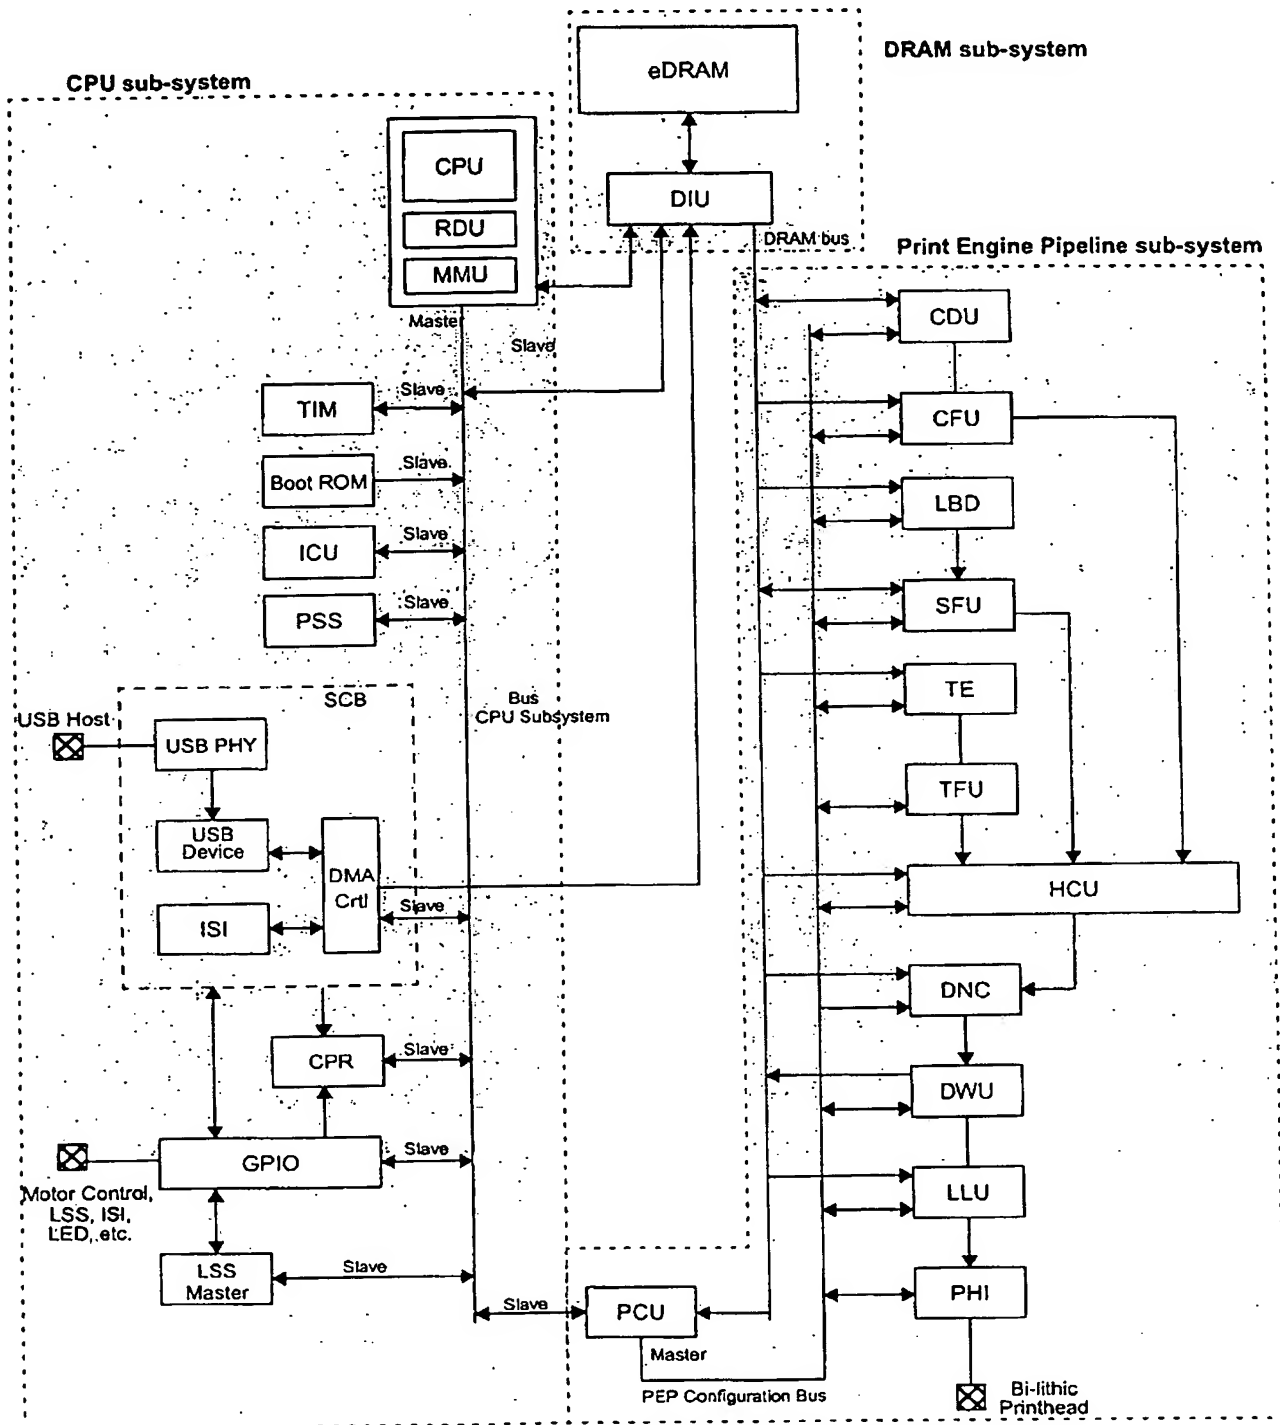 DRAM sub-system
eDRAM
CPU sub-system
CPU
DIU
RDU
DRAM bus
Print Engine Pipeline sub-system
MMU
CDU
Master
Slave
Slave
TIM
CFU
Slave
Boot ROM
LBD
Slave
ICU
Slave
SFU
PSS
TE
SCB
Bus
CPU Subsystem
USB Host
USB PHY
TFU
USB
Device
DMA
Crtl
HCU
Slave
ISI
DNC
Slave
CPR
DWU
Slave
GPIO
Motor Control,
LSS, ISI,
LED, etc.
LLU
Slave
LSS
Master
PHI
Slave
PCU
Master
PEP Configuration Bus
Bi-lithic
Printhead